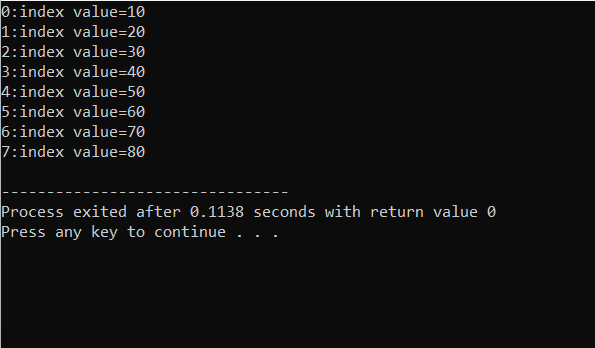 0:index value=10
1:index value=20
2:index value=30
3:index value=40
4:index value=50
5:index value=60
6:index value=70
7:index value=80
--------------------------------
Process exited after 0.1138 seconds with return value 0
Press any key to continue . . .